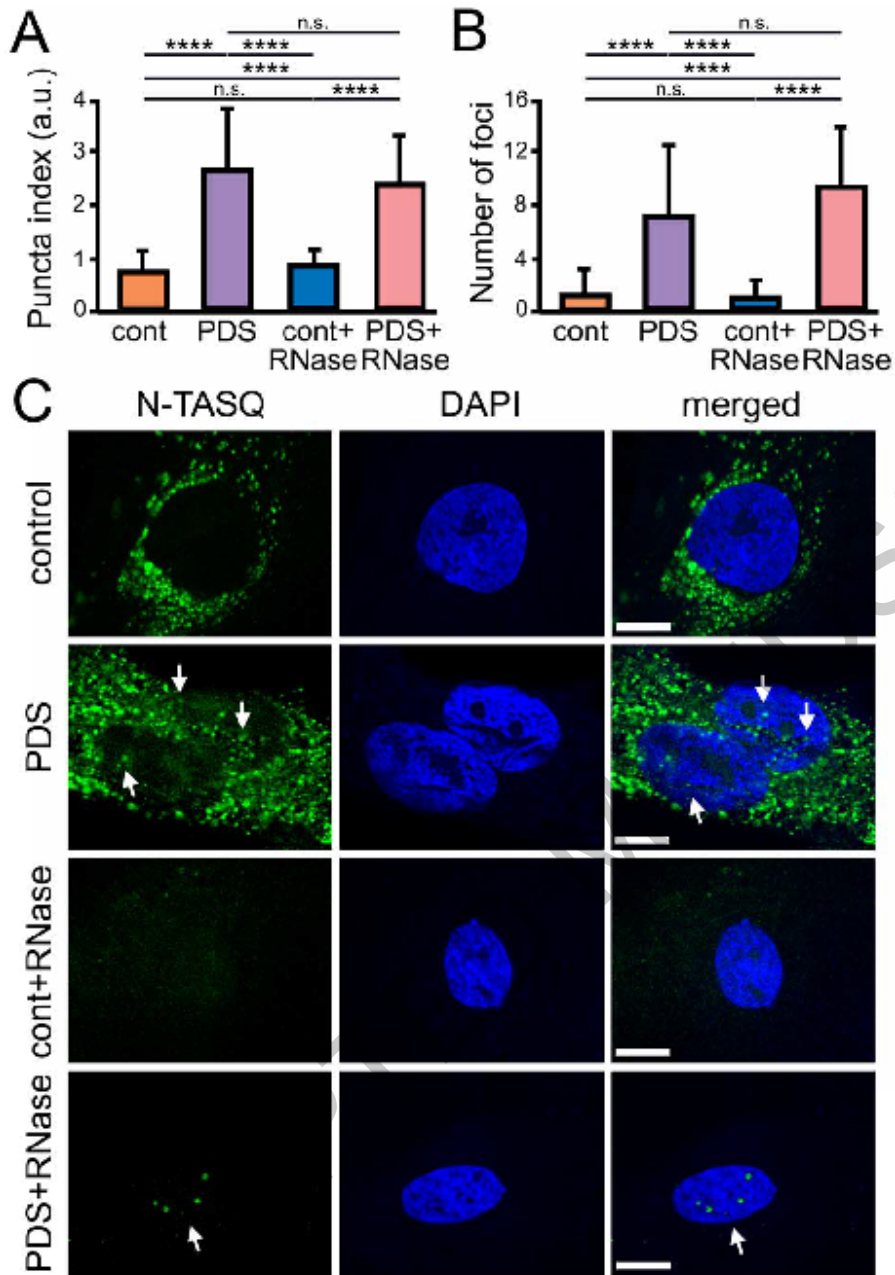 A
n.s.
**** ****
****
n.s. ****
Puncta index (a.u.)
4
3
2
1
0
cont PDS cont+ PDS+
RNase RNase
B
n.s.
**** ****
****
n.s. ****
Number of foci
16
12
8
4
0
cont PDS cont+ PDS+
RNase RNase
C
N-TASQ DAPI merged
control
PDS
cont+RNase
PDS+RNase